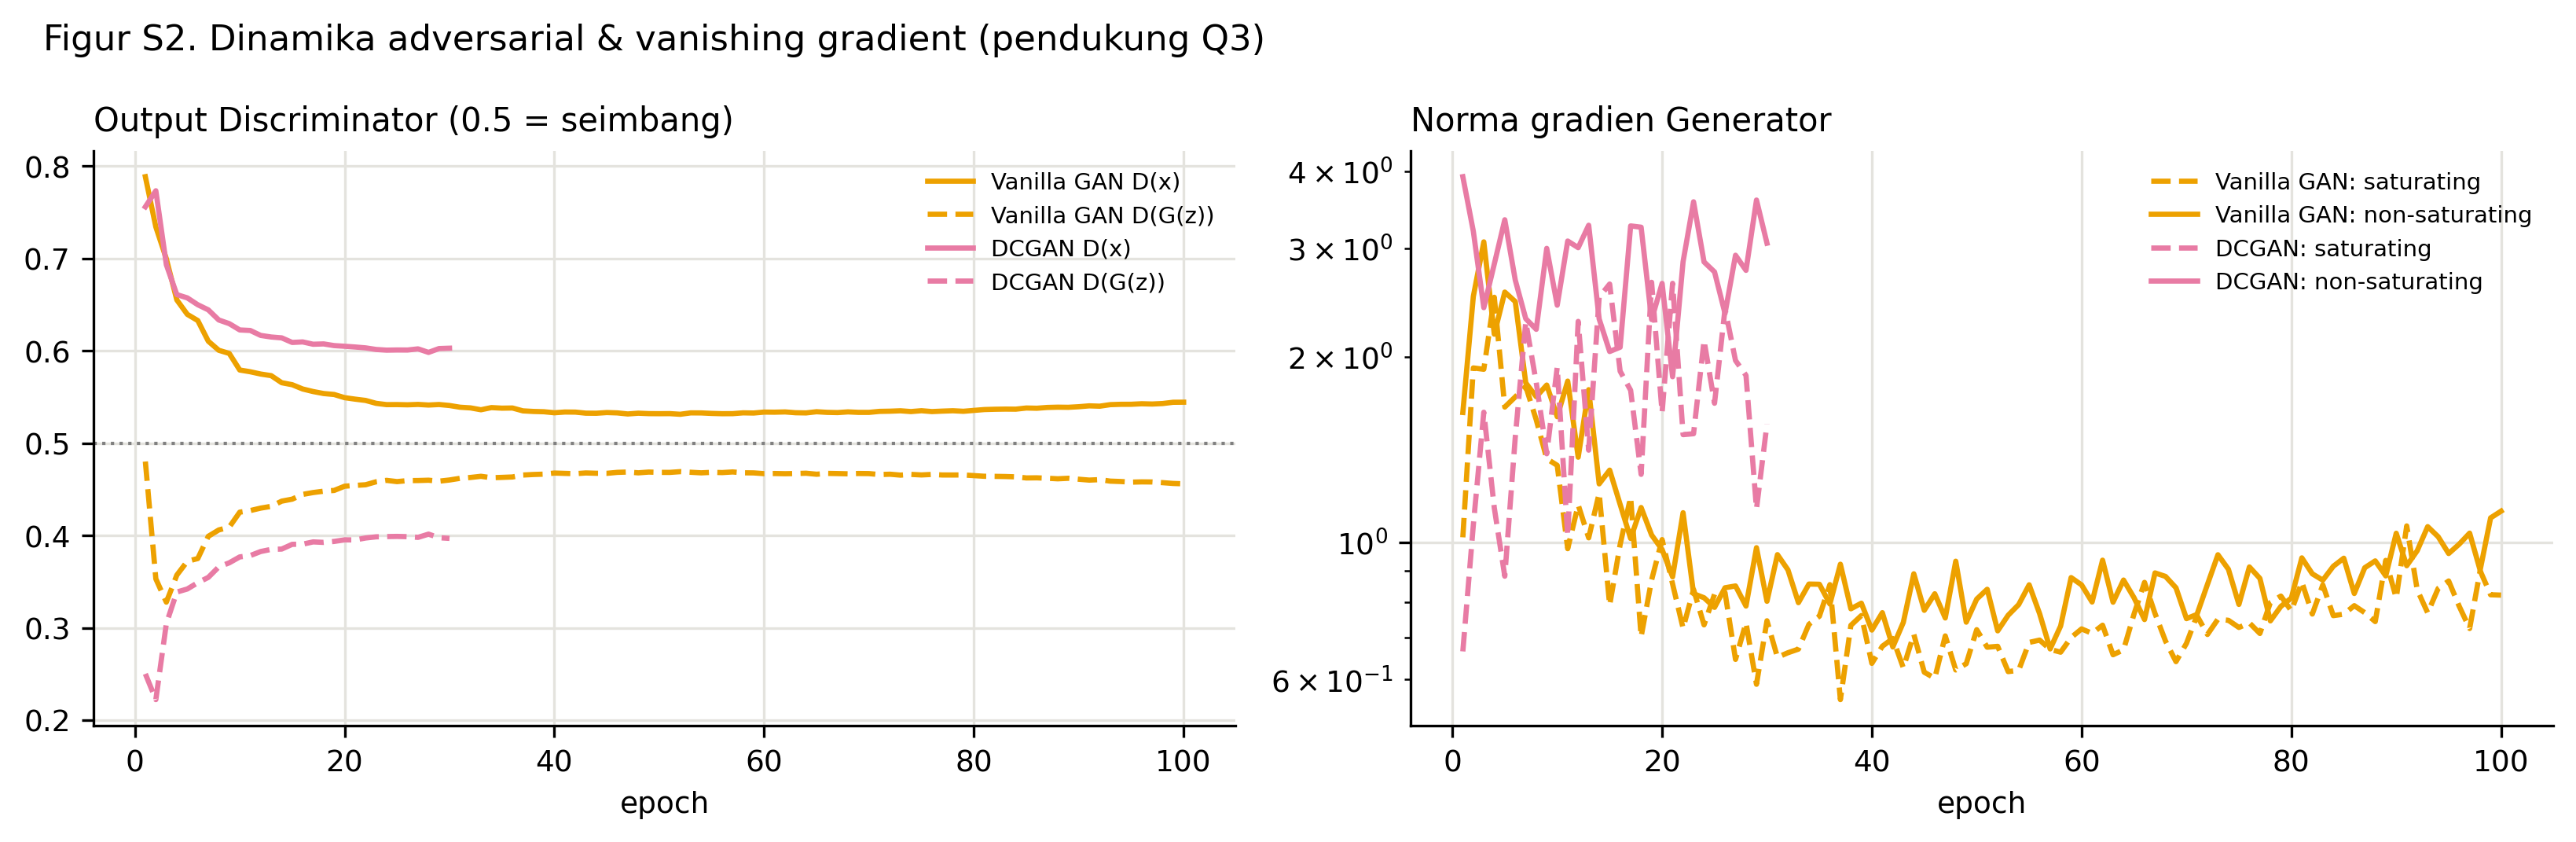 Figur S2. Dinamika adversarial & vanishing gradient (pendukung Q3)
Output Discriminator (0.5 = seimbang)
0.8
0.7
0.6
0.5
0.4
0.3
0.2
Vanilla GAN D(x)
Vanilla GAN D(G(z))
DCGAN D(x)
DCGAN D(G(z))
0 20 40 60 80 100
epoch
Norma gradien Generator
4 × 10⁰
3 × 10⁰
2 × 10⁰
10⁰
6 × 10⁻¹
Vanilla GAN: saturating
Vanilla GAN: non-saturating
DCGAN: saturating
DCGAN: non-saturating
0 20 40 60 80 100
epoch